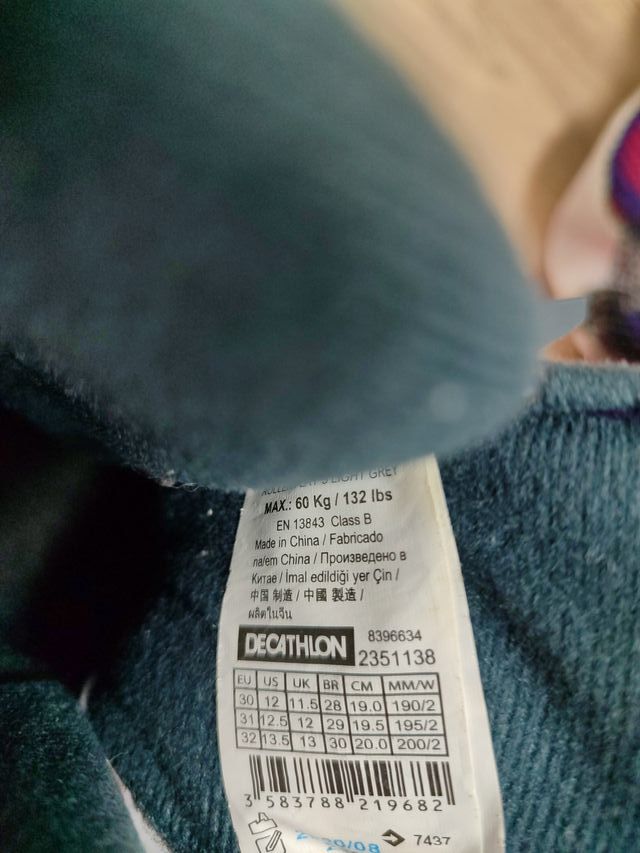 LIGHT GREY
MAX.: 60 Kg / 132 lbs
EN 13843 Class B
Made in China / Fabricado
na/em China / Произведено в
Китае / İmal edildiği yer Çin /
中国 制造 / 中國 製造 /
ผลิตในจีน
DECATHLON 8396634
2351138
EU US UK BR CM MM/W
30 12 11.5 28 19.0 190/2
31 12.5 12 29 19.5 195/2
32 13.5 13 30 20.0 200/2
3 583788 219682
/08 7437